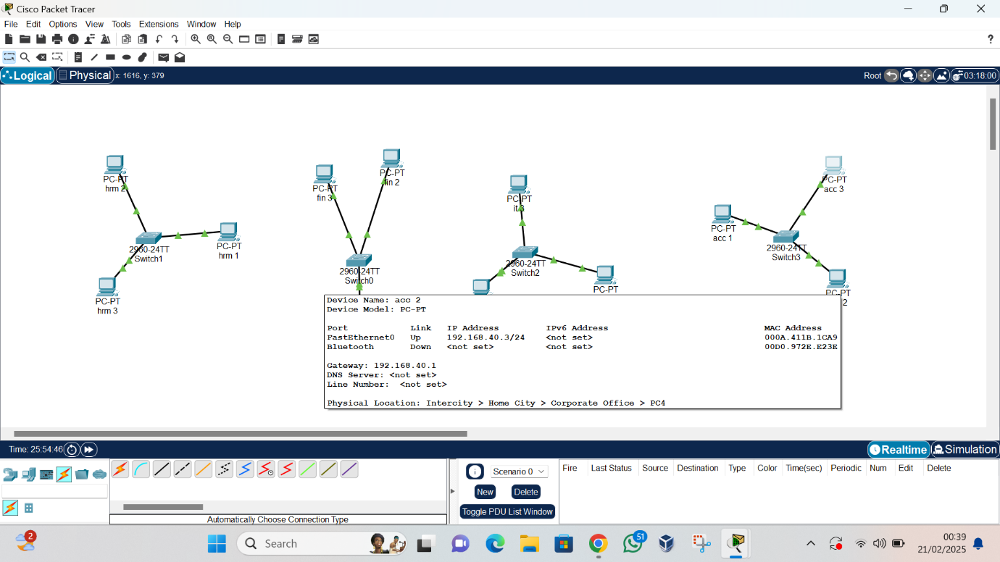 Cisco Packet Tracer
File Edit Options View Tools Extensions Window Help
Logical Physical x: 1616, y: 379 Root 03:18:00
PC-PT
hrm 2
PC-PT
hrm 1
2960-24TT
Switch1
PC-PT
hrm 3
PC-PT
fin 3
PC-PT
fin 2
2960-24TT
Switch0
PC-PT
it 3
2960-24TT
Switch2
PC-PT
PC-PT
acc 3
PC-PT
acc 1
2960-24TT
Switch3
PC-PT
2
Device Name: acc 2
Device Model: PC-PT
Port Link IP Address IPv6 Address MAC Address
FastEthernet0 Up 192.168.40.3/24 <not set> 000A.411B.1CA9
Bluetooth Down <not set> <not set> 00D0.972E.E23E
Gateway: 192.168.40.1
DNS Server: <not set>
Line Number: <not set>
Physical Location: Intercity > Home City > Corporate Office > PC4
Time: 25:54:46 Realtime Simulation
Scenario 0
New Delete
Toggle PDU List Window
Fire Last Status Source Destination Type Color Time(sec) Periodic Num Edit Delete
Automatically Choose Connection Type
2 Search 51
00:39
21/02/2025